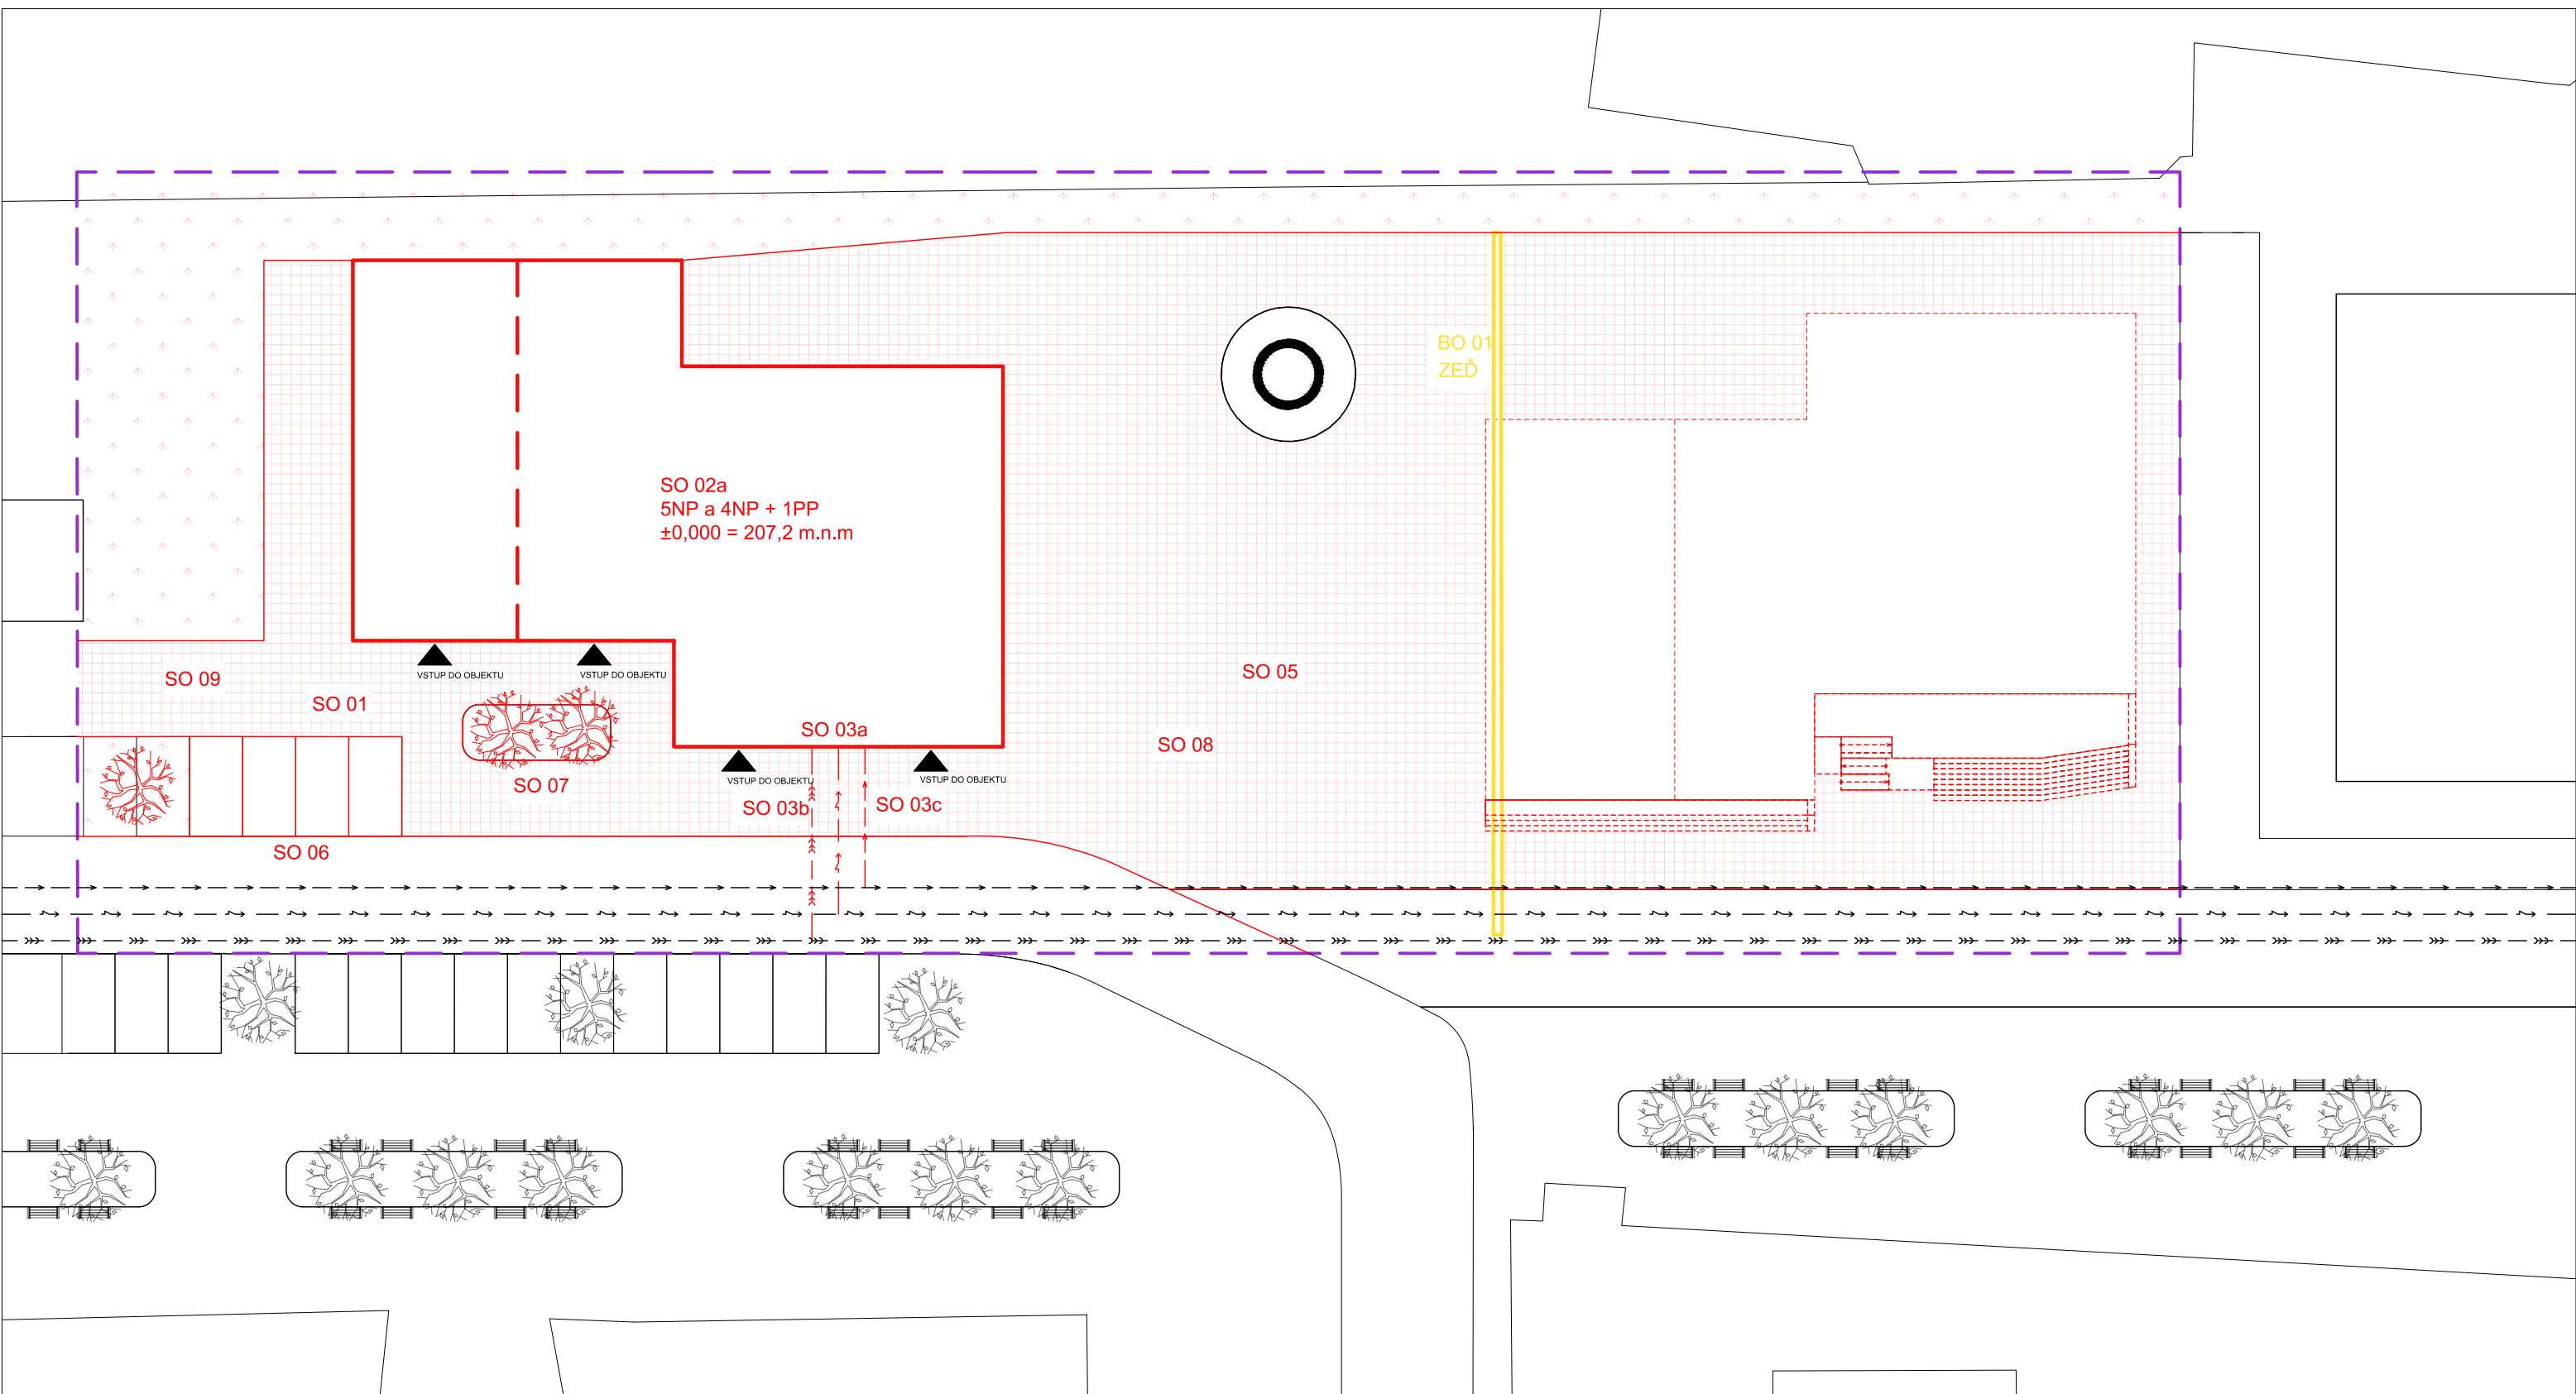 BO 01
ZEĎ
SO 02a
5NP a 4NP + 1PP
±0,000 = 207,2 m.n.m
VSTUP DO OBJEKTU
VSTUP DO OBJEKTU
SO 09
SO 05
SO 01
SO 03a
SO 08
VSTUP DO OBJEKTU
VSTUP DO OBJEKTU
SO 07
SO 03b
SO 03c
SO 06